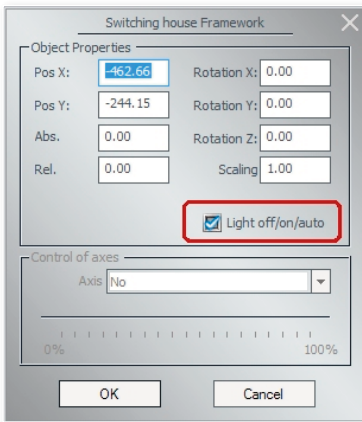 Switching house Framework
Object Properties
Pos X: -462.66 Rotation X: 0.00
Pos Y: -244.15 Rotation Y: 0.00
Abs. 0.00 Rotation Z: 0.00
Rel. 0.00 Scaling 1.00
Light off/on/auto
Control of axes
Axis No
0% 100%
OK Cancel